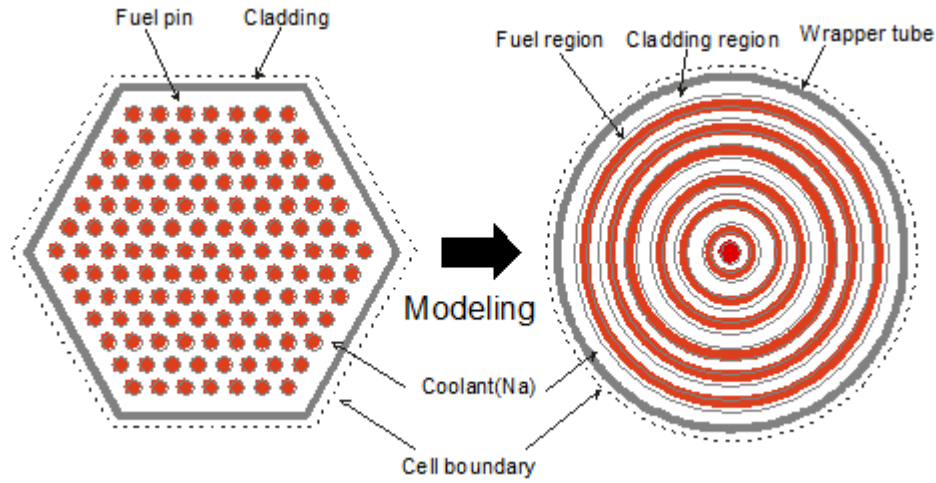 Fuel pin
Cladding
Fuel region
Cladding region
Wrapper tube
Modeling
Coolant(Na)
Cell boundary